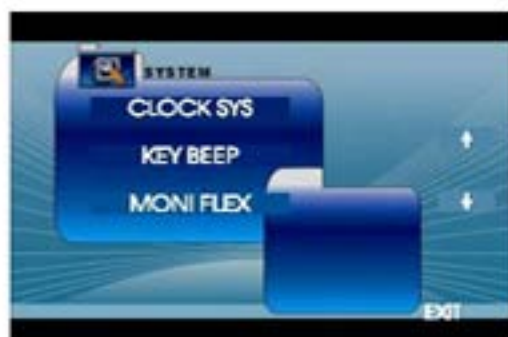 SYSTEM
CLOCK SYS
KEY BEEP
MONI FLEX
EXIT